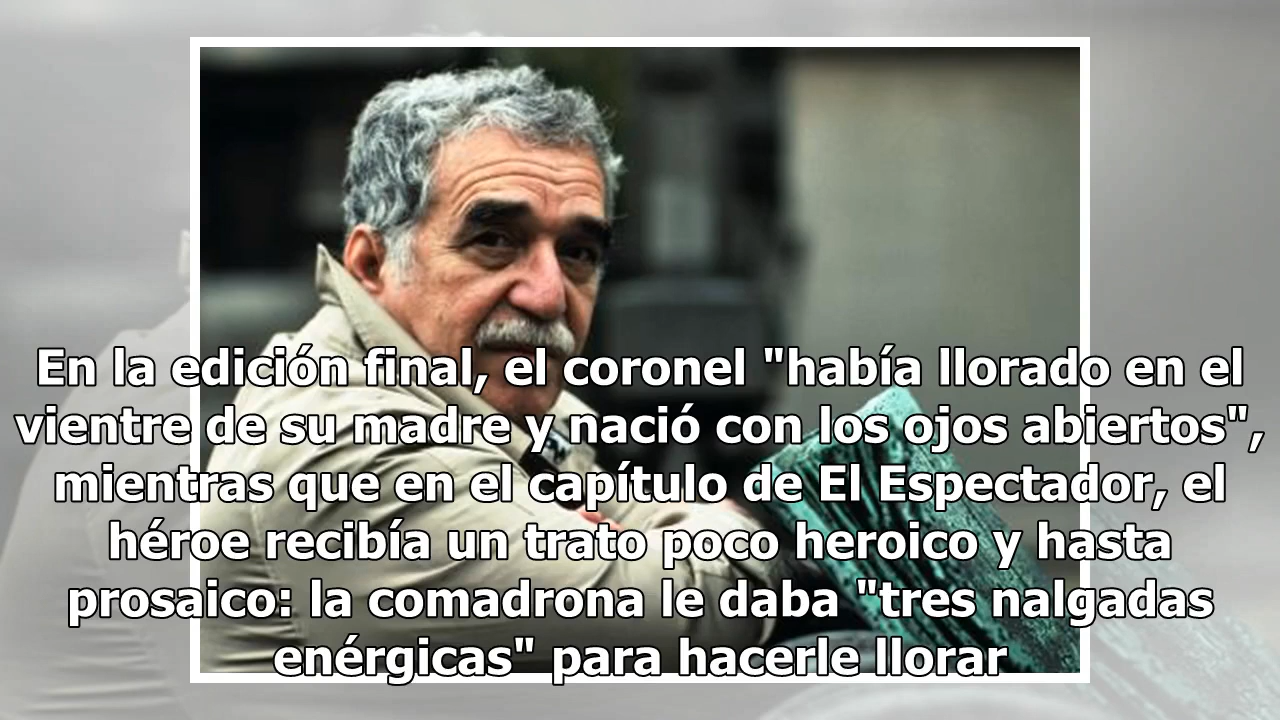 En la edición final, el coronel "había llorado en el
vientre de su madre y nació con los ojos abiertos",
mientras que en el capítulo de El Espectador, el
héroe recibía un trato poco heroico y hasta
prosaico: la comadrona le daba "tres nalgadas
enérgicas" para hacerle llorar